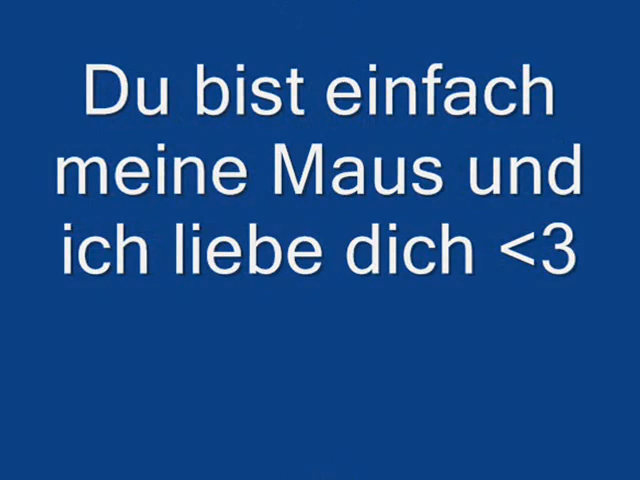 Du bist einfach
meine Maus und
ich liebe dich <3